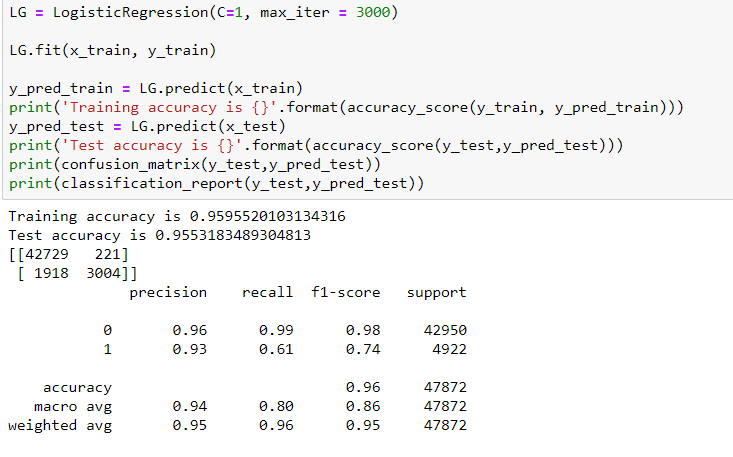 LG = LogisticRegression(C=1, max_iter = 3000)
LG.fit(x_train, y_train)
y_pred_train = LG.predict(x_train)
print('Training accuracy is {}'.format(accuracy_score(y_train, y_pred_train)))
y_pred_test = LG.predict(x_test)
print('Test accuracy is {}'.format(accuracy_score(y_test,y_pred_test)))
print(confusion_matrix(y_test,y_pred_test))
print(classification_report(y_test,y_pred_test))
Training accuracy is 0.9595520103134316
Test accuracy is 0.9553183489304813
[[42729   221]
 [ 1918  3004]]
              precision    recall  f1-score   support
           0       0.96      0.99      0.98     42950
           1       0.93      0.61      0.74      4922
    accuracy                           0.96     47872
   macro avg       0.94      0.80      0.86     47872
weighted avg       0.95      0.96      0.95     47872